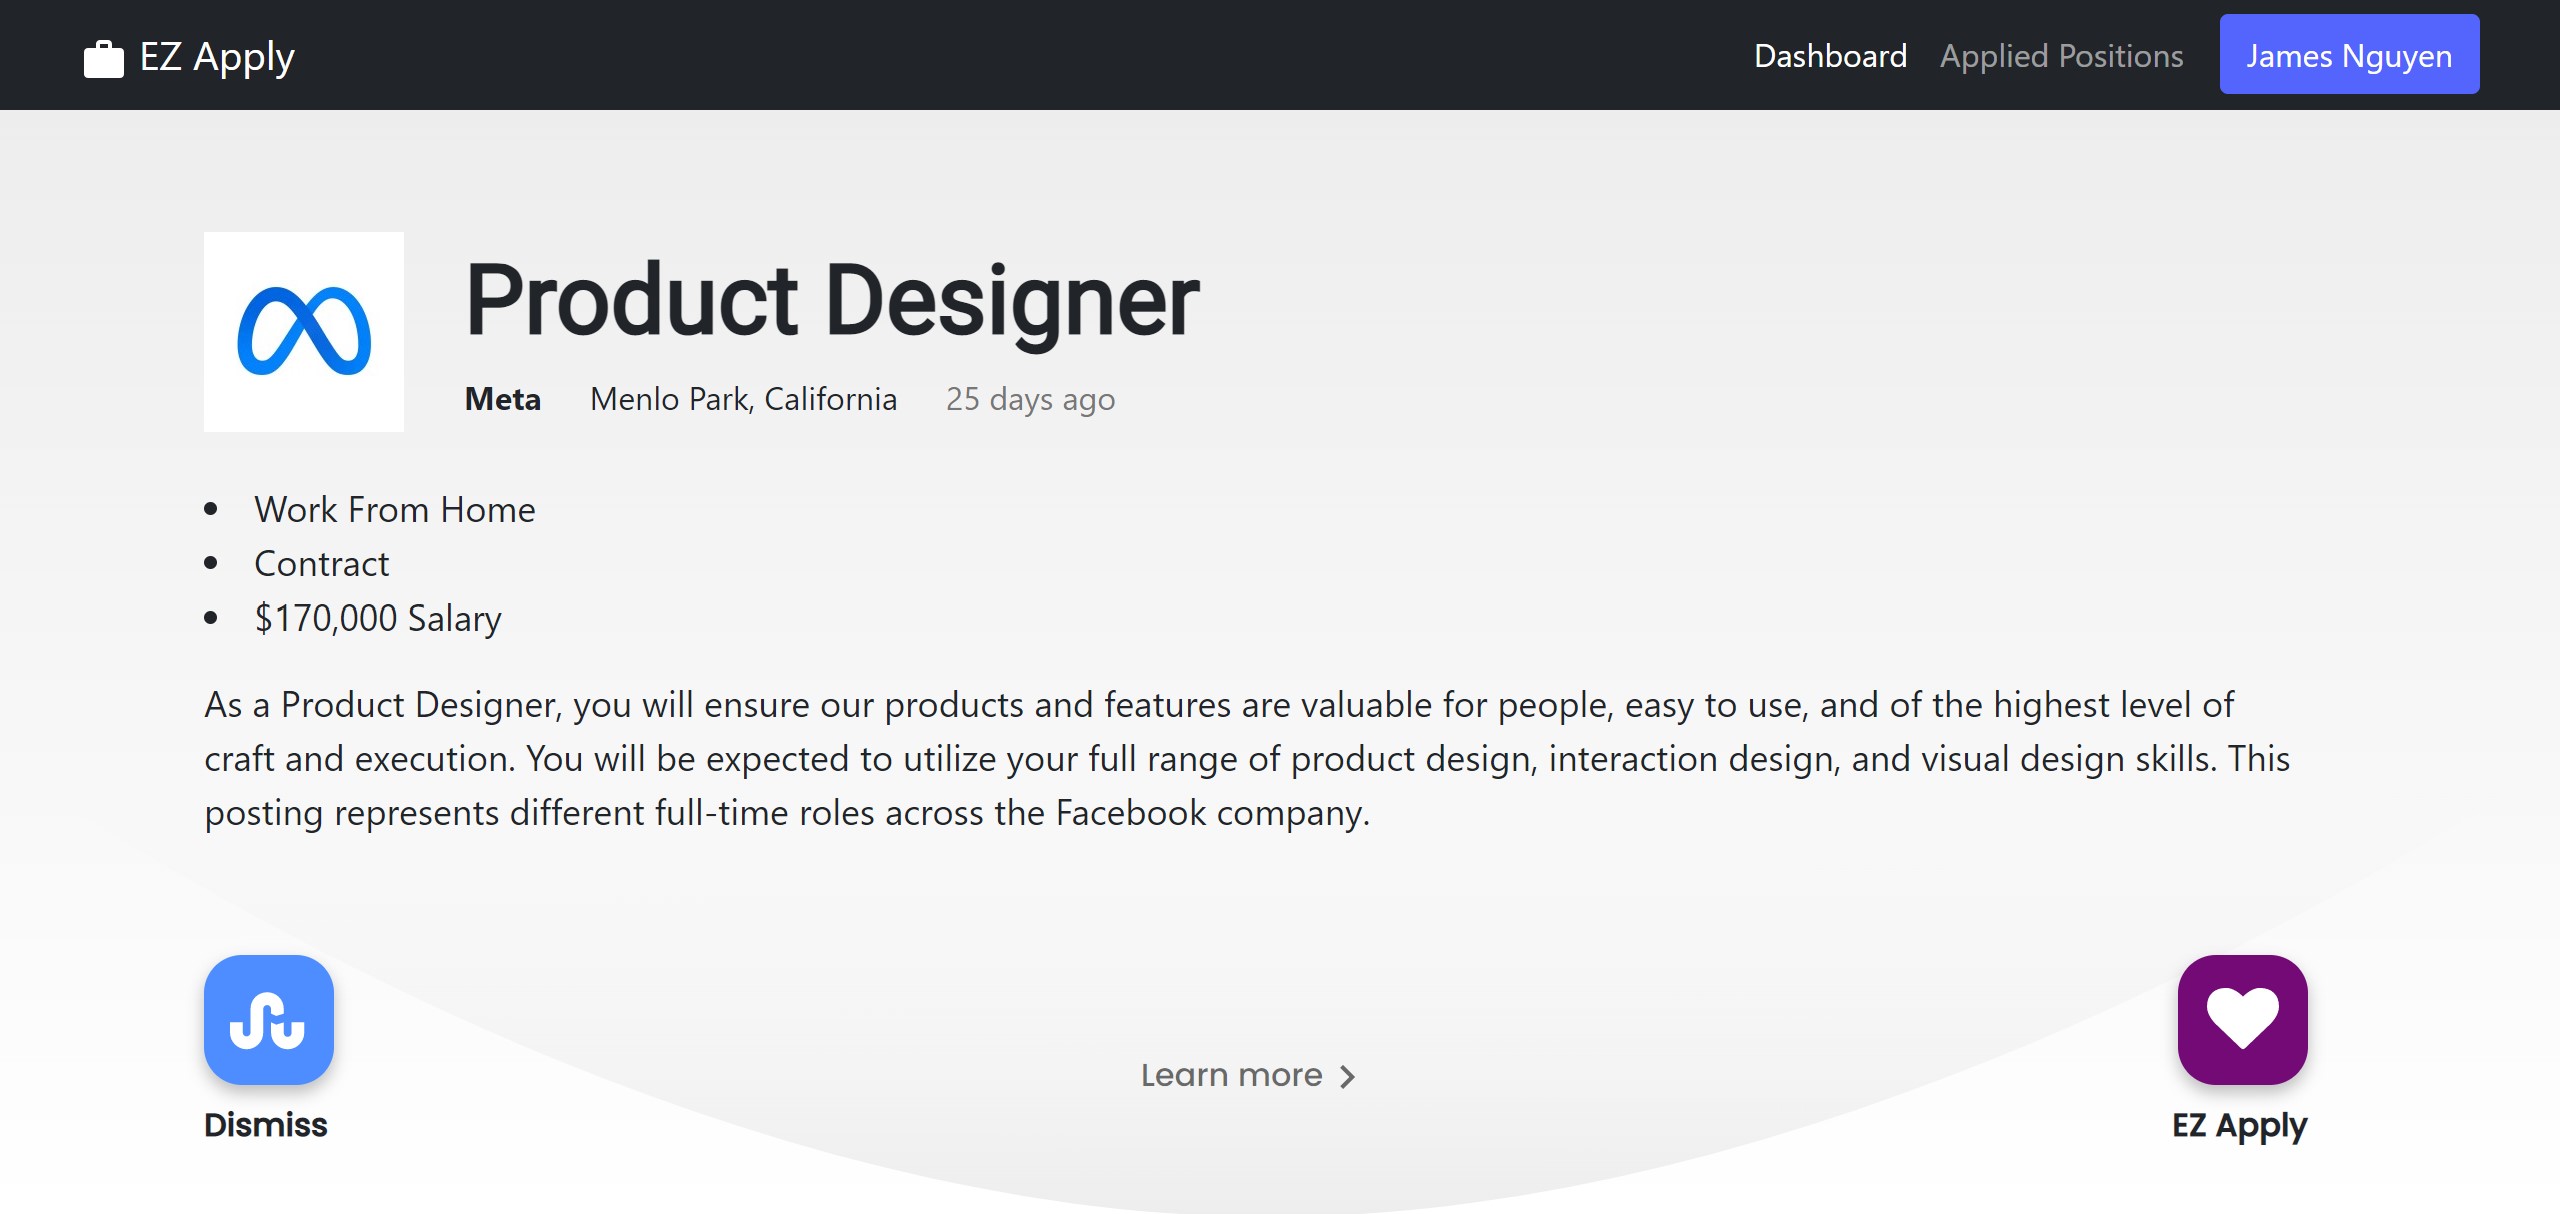 EZ Apply
Dashboard
Applied Positions
James Nguyen
Product Designer
Meta
Menlo Park, California
25 days ago
Work From Home
Contract
$170,000 Salary
As a Product Designer, you will ensure our products and features are valuable for people, easy to use, and of the highest level of
craft and execution. You will be expected to utilize your full range of product design, interaction design, and visual design skills. This
posting represents different full-time roles across the Facebook company.
Learn more
Dismiss
EZ Apply